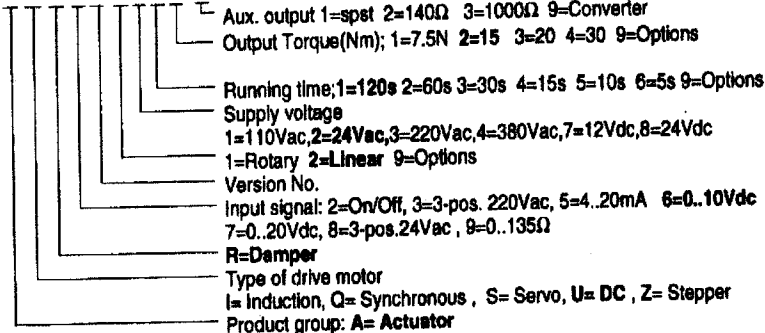 Aux. output 1=spst 2=140Ω 3=1000Ω 9=Converter
Output Torque(Nm); 1=7.5N 2=15 3=20 4=30 9=Options
Running time;1=120s 2=60s 3=30s 4=15s 5=10s 6=5s 9=Options
Supply voltage
1=110Vac,2=24Vac,3=220Vac,4=380Vac,7=12Vdc,8=24Vdc
1=Rotary 2=Linear 9=Options
Version No.
Input signal: 2=On/Off, 3=3-pos. 220Vac, 5=4..20mA 6=0..10Vdc
7=0..20Vdc, 8=3-pos.24Vac , 9=0..135Ω
R=Damper
Type of drive motor
I= Induction, Q= Synchronous , S= Servo, U= DC , Z= Stepper
Product group: A= Actuator